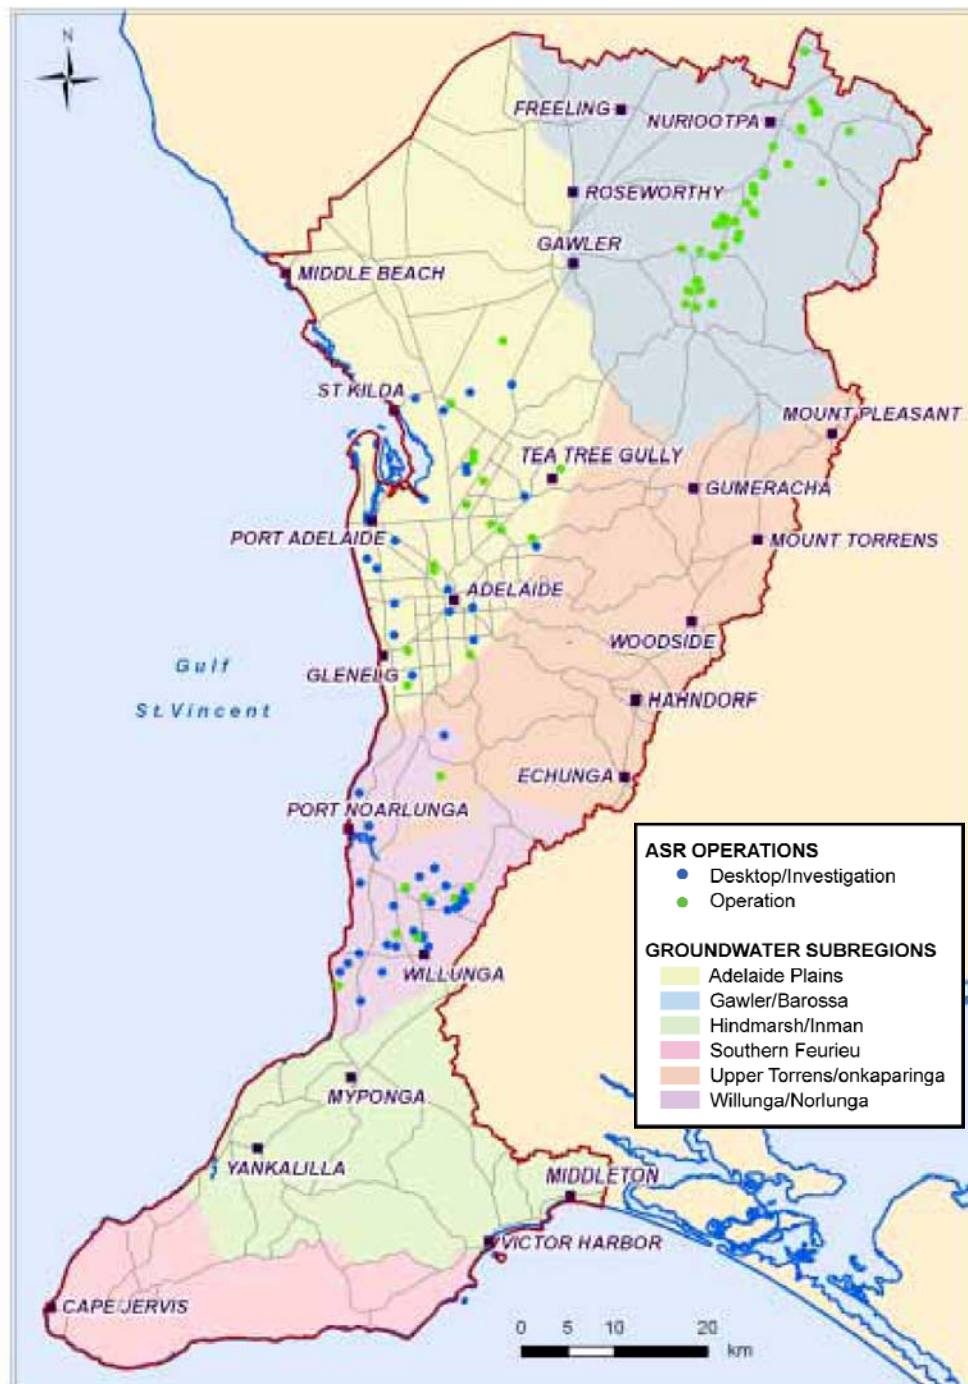 N
FREELING
NURIOOTPA
ROSEWORTHY
GAWLER
MIDDLE BEACH
ST KILDA
MOUNT PLEASANT
TEA TREE GULLY
GUMERACHA
PORT ADELAIDE
MOUNT TORRENS
ADELAIDE
WOODSIDE
Gulf
St.Vincent
GLENELG
HAHNDORF
ECHUNGA
PORT NOARLUNGA
ASR OPERATIONS
Desktop/Investigation
Operation
GROUNDWATER SUBREGIONS
Adelaide Plains
Gawler/Barossa
Hindmarsh/Inman
Southern Feurieu
Upper Torrens/onkaparinga
Willunga/Norlunga
WILLUNGA
MYPONGA
YANKALILLA
MIDDLETON
VICTOR HARBOR
CAPE JERVIS
0 5 10 20
km